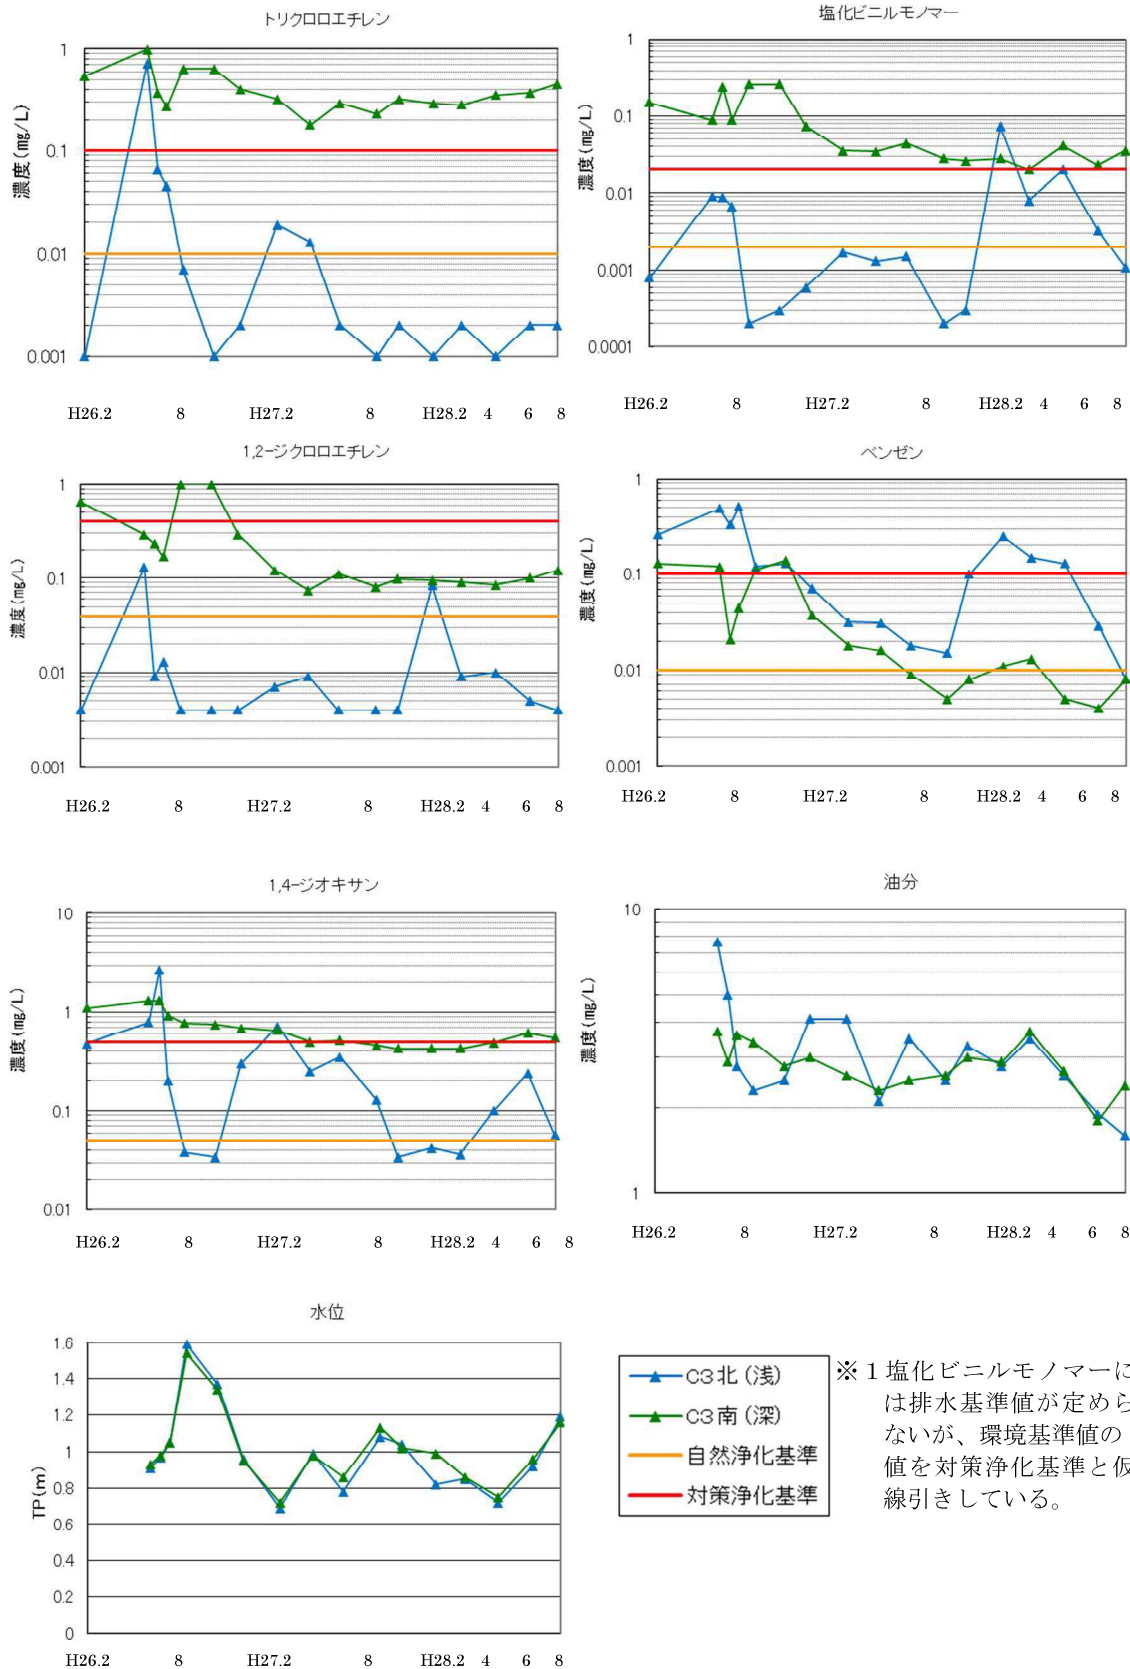 トリクロロエチレン
濃度(㎎/L)
1
0.1
0.01
0.001
H26.2 8 H27.2 8 H28.2 4 6 8
塩化ビニルモノマー
濃度(㎎/L)
1
0.1
0.01
0.001
0.0001
H26.2 8 H27.2 8 H28.2 4 6 8
1,2-ジクロロエチレン
濃度(㎎/L)
1
0.1
0.01
0.001
H26.2 8 H27.2 8 H28.2 4 6 8
ベンゼン
濃度(㎎/L)
1
0.1
0.01
0.001
H26.2 8 H27.2 8 H28.2 4 6 8
1,4-ジオキサン
濃度(㎎/L)
10
1
0.1
0.01
H26.2 8 H27.2 8 H28.2 4 6 8
油分
濃度(㎎/L)
10
1
H26.2 8 H27.2 8 H28.2 4 6 8
水位
TP(m)
1.6
1.4
1.2
1
0.8
0.6
0.4
0.2
0
H26.2 8 H27.2 8 H28.2 4 6 8
C3北(浅)
C3南(深)
自然浄化基準
対策浄化基準
※1塩化ビニルモノマーに
は排水基準値が定めら
ないが、環境基準値の
値を対策浄化基準と仮
線引きしている。